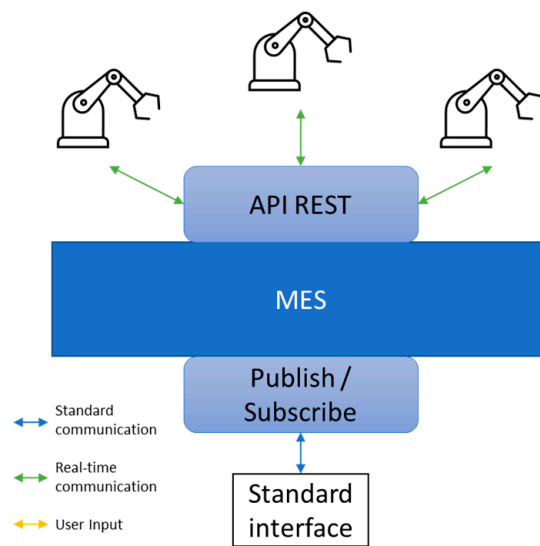 API REST
MES
Publish /
Subscribe
Standard
communication
Real-time
communication
User Input
Standard
interface